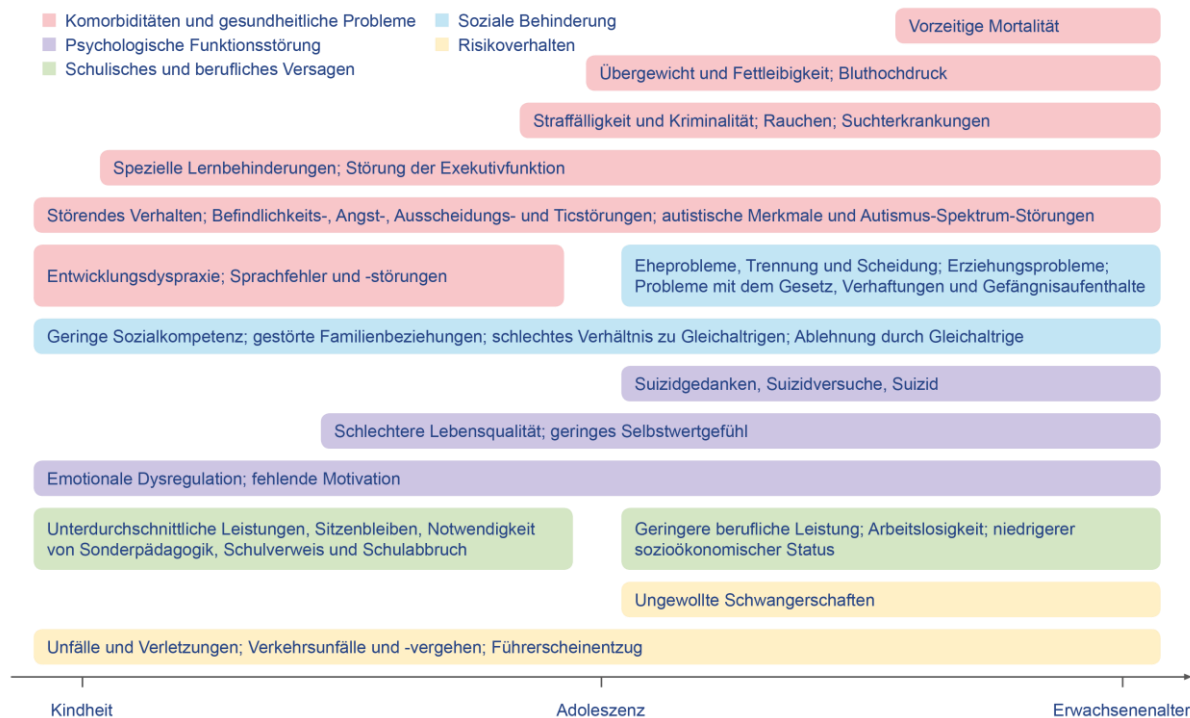 Komorbiditäten und gesundheitliche Probleme
Psychologische Funktionsstörung
Schulisches und berufliches Versagen
Soziale Behinderung
Risikoverhalten
Vorzeitige Mortalität
Übergewicht und Fettleibigkeit; Bluthochdruck
Straffälligkeit und Kriminalität; Rauchen; Suchterkrankungen
Spezielle Lernbehinderungen; Störung der Exekutivfunktion
Störendes Verhalten; Befindlichkeits-, Angst-, Ausscheidungs- und Ticstörungen; autistische Merkmale und Autismus-Spektrum-Störungen
Entwicklungsdyspraxie; Sprachfehler und -störungen
Eheprobleme, Trennung und Scheidung; Erziehungsprobleme;
Probleme mit dem Gesetz, Verhaftungen und Gefängnisaufenthalte
Geringe Sozialkompetenz; gestörte Familienbeziehungen; schlechtes Verhältnis zu Gleichaltrigen; Ablehnung durch Gleichaltrige
Suizidgedanken, Suizidversuche, Suizid
Schlechtere Lebensqualität; geringes Selbstwertgefühl
Emotionale Dysregulation; fehlende Motivation
Unterdurchschnittliche Leistungen, Sitzenbleiben, Notwendigkeit
von Sonderpädagogik, Schulverweis und Schulabbruch
Geringere berufliche Leistung; Arbeitslosigkeit; niedrigerer
sozioökonomischer Status
Ungewollte Schwangerschaften
Unfälle und Verletzungen; Verkehrsunfälle und -vergehen; Führerscheinentzug
Kindheit
Adoleszenz
Erwachsenenalter